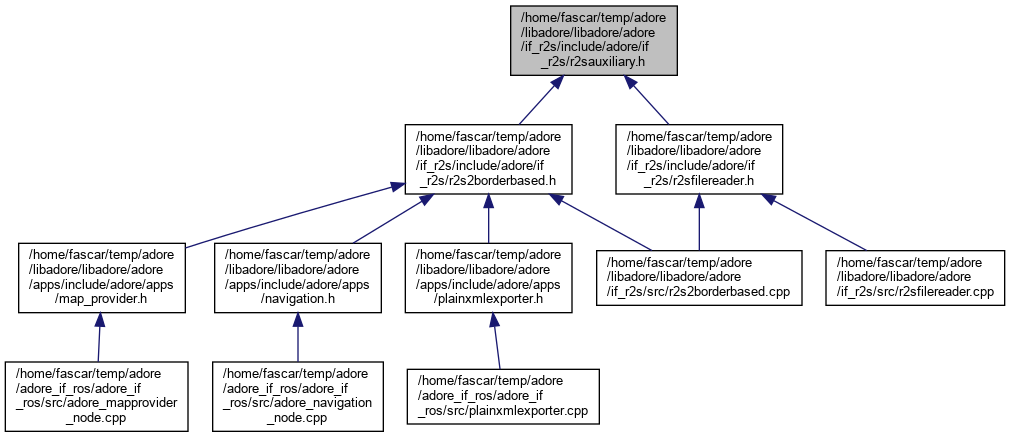 /home/fascar/temp/adore
/libadore/libadore/adore
/if_r2s/include/adore/if
_r2s/r2sauxiliary.h
/home/fascar/temp/adore
/libadore/libadore/adore
/if_r2s/include/adore/if
_r2s/r2s2borderbased.h
/home/fascar/temp/adore
/libadore/libadore/adore
/if_r2s/include/adore/if
_r2s/r2sfilereader.h
/home/fascar/temp/adore
/libadore/libadore/adore
/apps/include/adore/apps
/map_provider.h
/home/fascar/temp/adore
/libadore/libadore/adore
/apps/include/adore/apps
/navigation.h
/home/fascar/temp/adore
/libadore/libadore/adore
/apps/include/adore/apps
/plainxmlexporter.h
/home/fascar/temp/adore
/libadore/libadore/adore
/if_r2s/src/r2s2borderbased.cpp
/home/fascar/temp/adore
/libadore/libadore/adore
/if_r2s/src/r2sfilereader.cpp
/home/fascar/temp/adore
/adore_if_ros/adore_if
_ros/src/adore_mapprovider
_node.cpp
/home/fascar/temp/adore
/adore_if_ros/adore_if
_ros/src/adore_navigation
_node.cpp
/home/fascar/temp/adore
/adore_if_ros/adore_if
_ros/src/plainxmlexporter.cpp